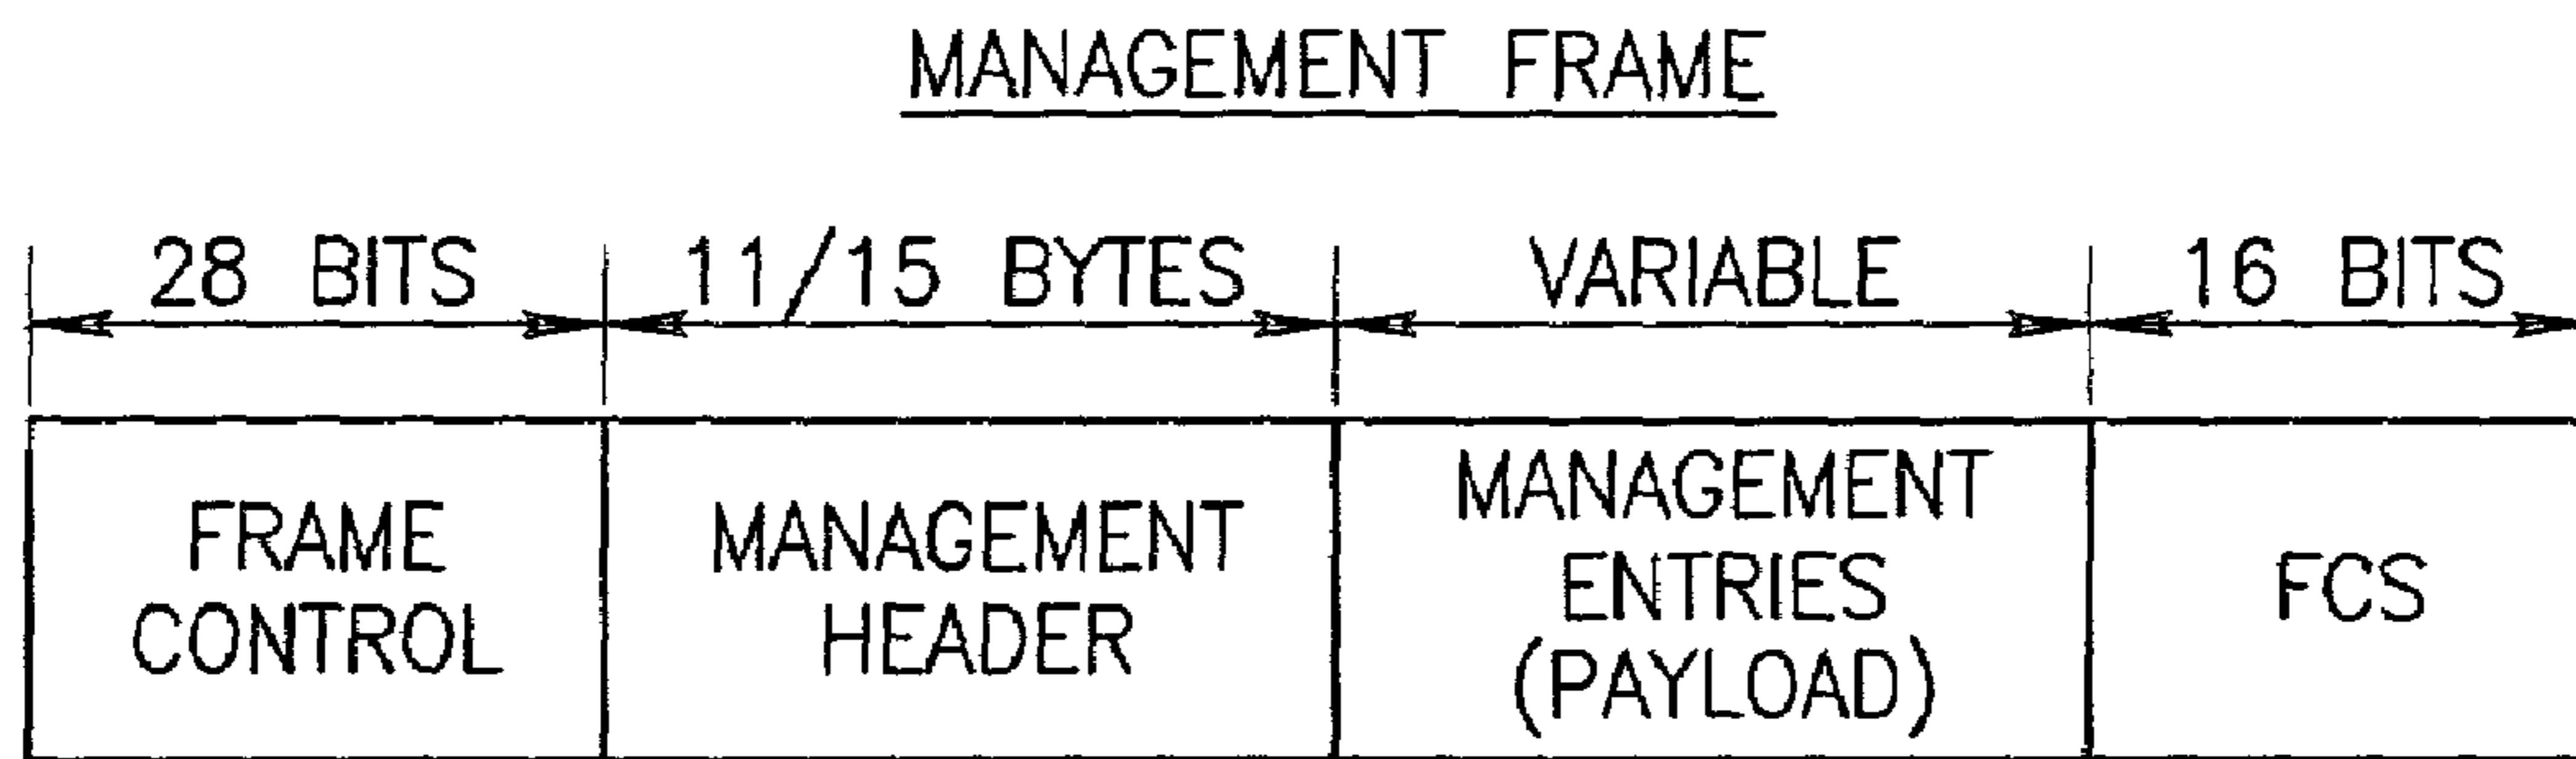 MANAGEMENT FRAME
28 BITS 11/15 BYTES VARIABLE 16 BITS
FRAME
CONTROL
MANAGEMENT
HEADER
MANAGEMENT
ENTRIES
(PAYLOAD)
FCS